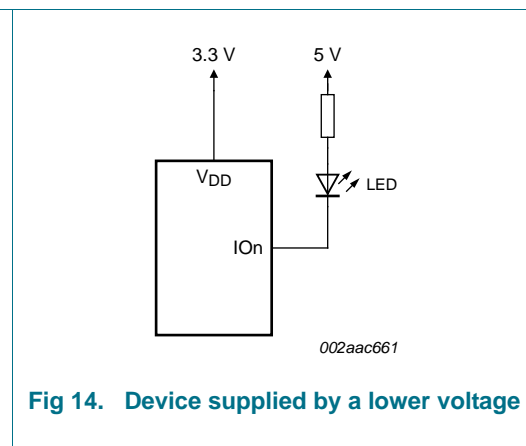 3.3 V
5 V
VDD
LED
IOn
002aac661
Fig 14. Device supplied by a lower voltage